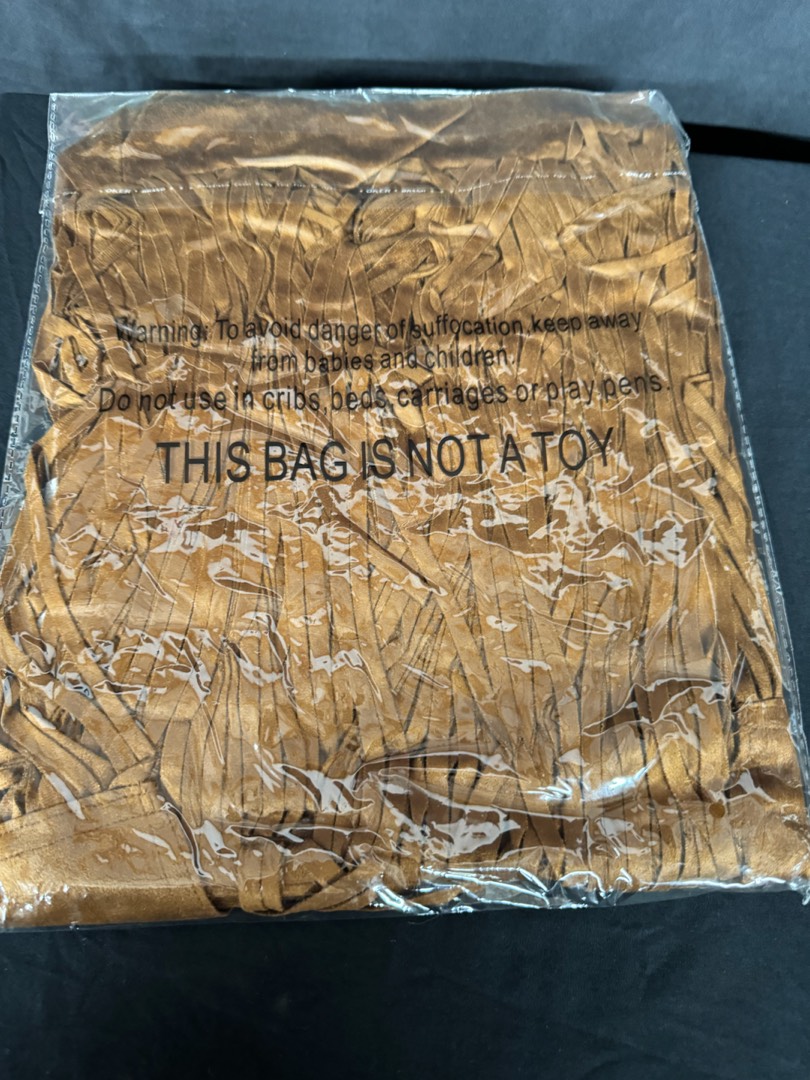 Warning: To avoid danger of suffocation, keep away
from babies and children.
Do not use in cribs, beds, carriages or play pens.
THIS BAG IS NOT A TOY